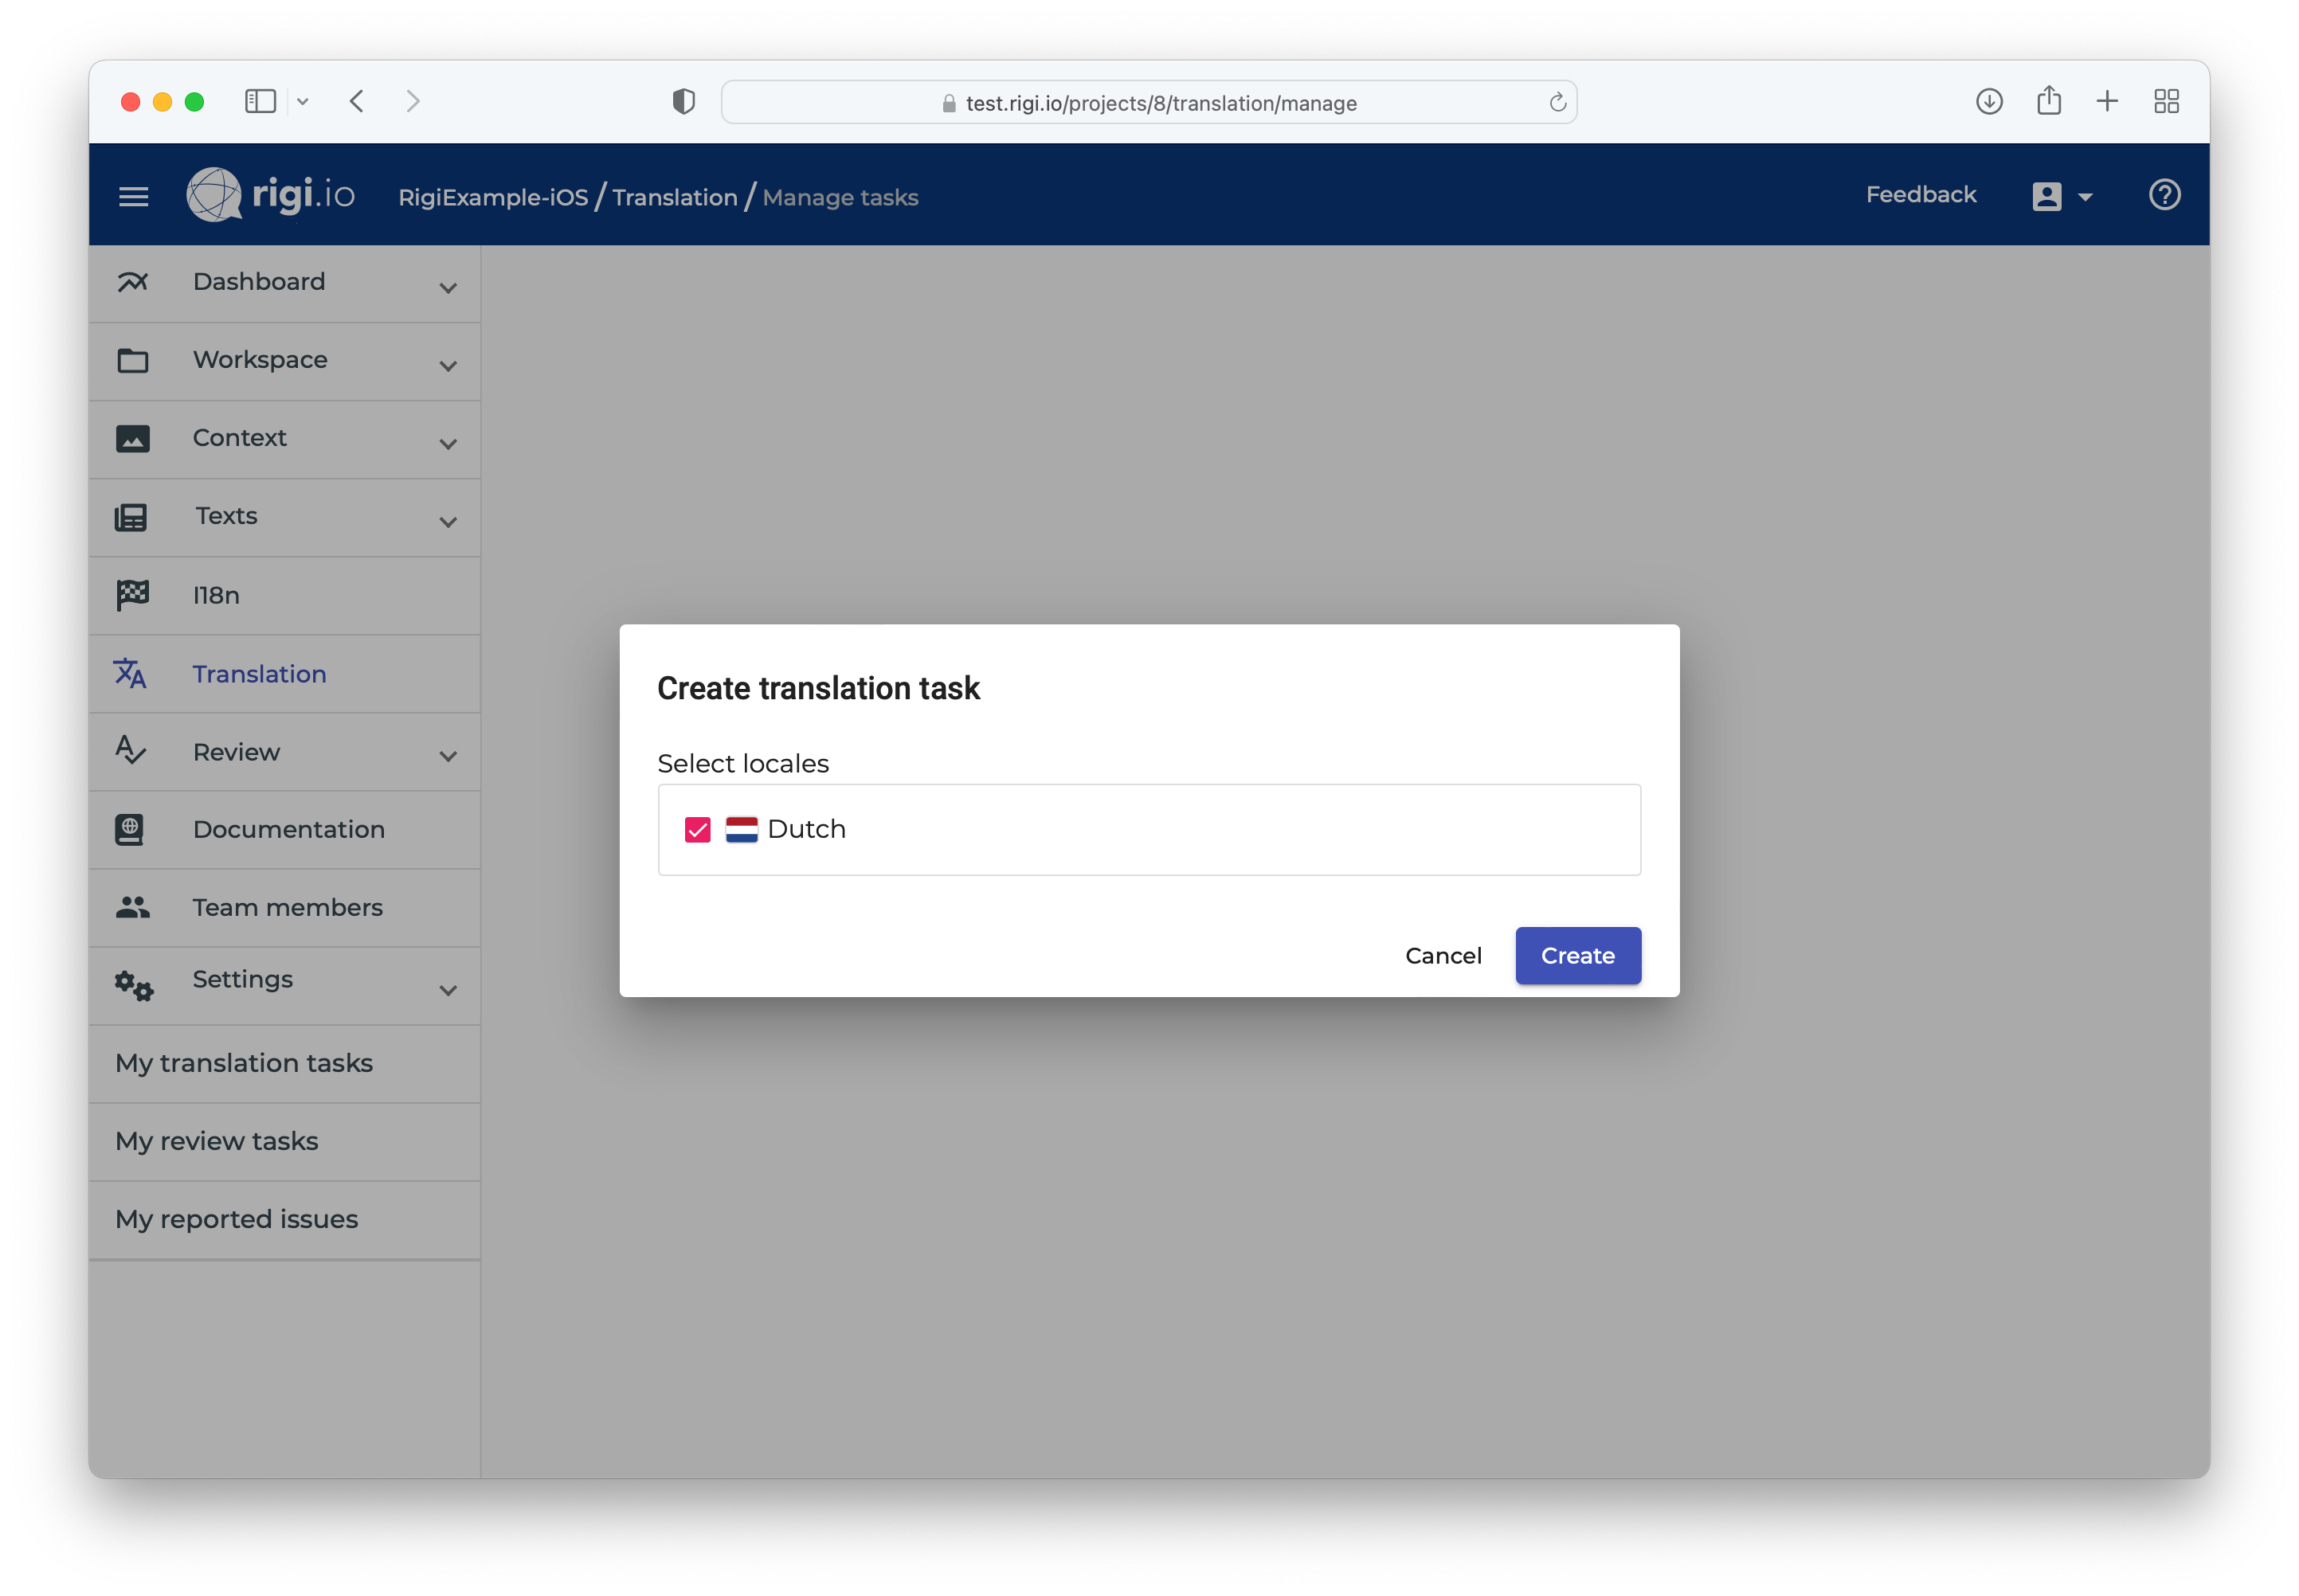 test.rigi.io/projects/8/translation/manage
rigi.io
RigiExample-iOS / Translation / Manage tasks
Feedback
Dashboard
Workspace
Context
Texts
I18n
Translation
Review
Documentation
Team members
Settings
My translation tasks
My review tasks
My reported issues
Create translation task
Select locales
Dutch
Cancel
Create